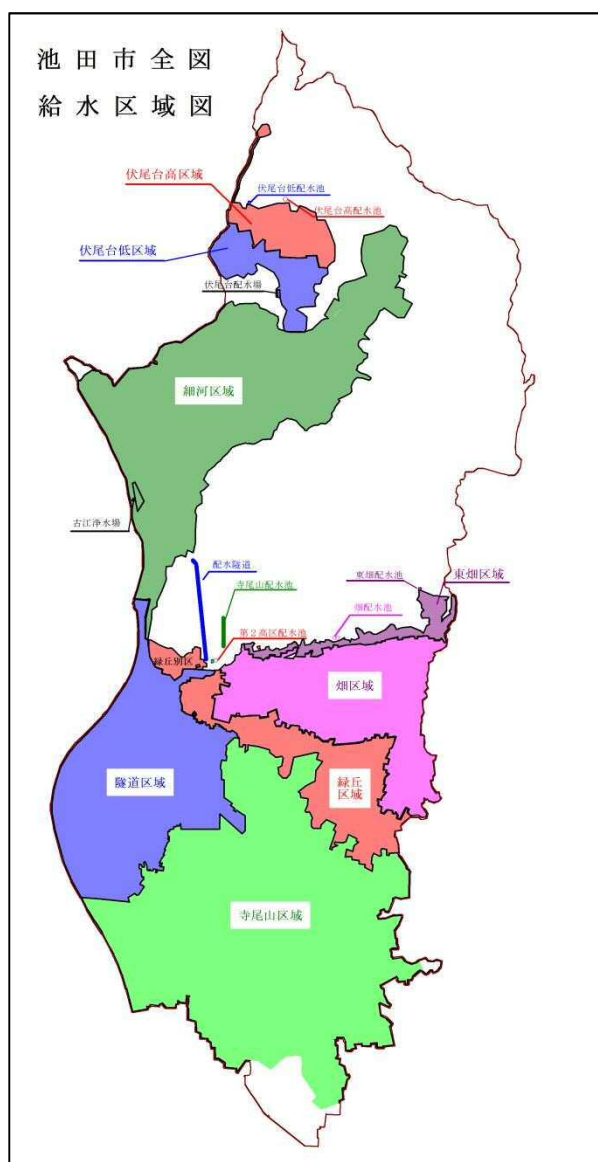 池田市全図
給水区域図
伏尾台高区域
伏尾台低配水池
伏尾台高配水池
伏尾台低区域
伏尾台配水場
細河区域
古江浄水場
配水隧道
東畑配水池
東畑区域
寺尾山配水池
畑配水池
第2高区配水池
緑丘別区
畑区域
隧道区域
緑丘
区域
寺尾山区域